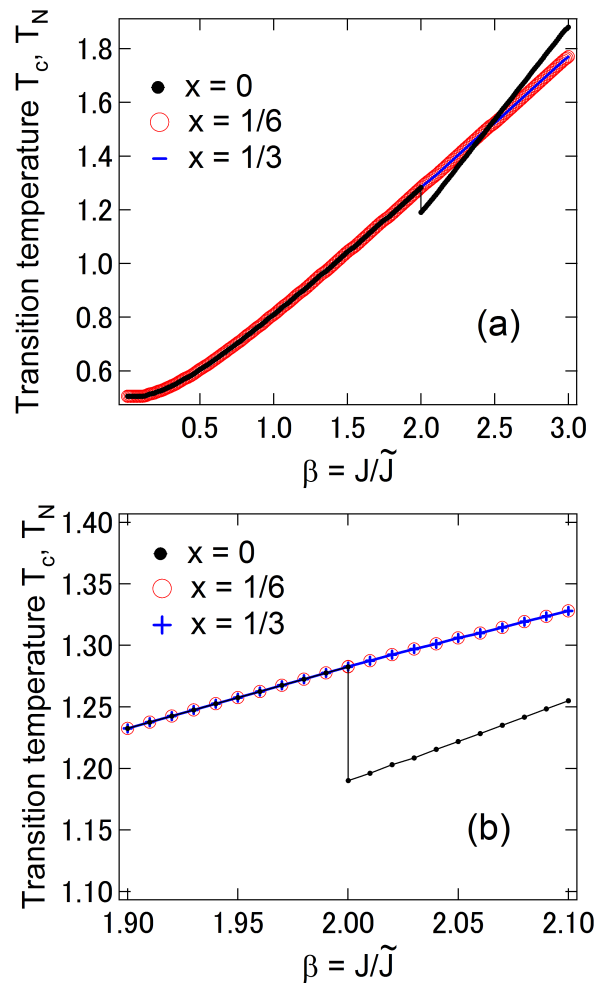 Transition temperature T_c, T_N
1.8
1.6
1.4
1.2
1.0
0.8
0.6
x = 0
x = 1/6
x = 1/3
(a)
0.5 1.0 1.5 2.0 2.5 3.0
β = J/J̃
Transition temperature T_c, T_N
1.40
1.35
1.30
1.25
1.20
1.15
1.10
x = 0
x = 1/6
x = 1/3
(b)
1.90 1.95 2.00 2.05 2.10
β = J/J̃